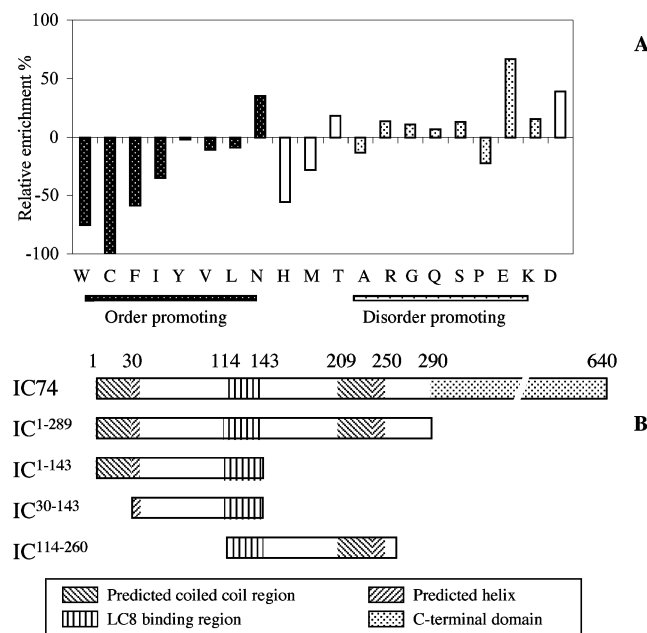 A
Relative enrichment %
100
50
0
-50
-100
W C F I Y V L N H M T A R G Q S P E K D
Order promoting
Disorder promoting
1 30 114 143 209 250 290 640
IC74
B
IC1-289
IC1-143
IC30-143
IC114-260
Predicted coiled coil region
Predicted helix
LC8 binding region
C-terminal domain